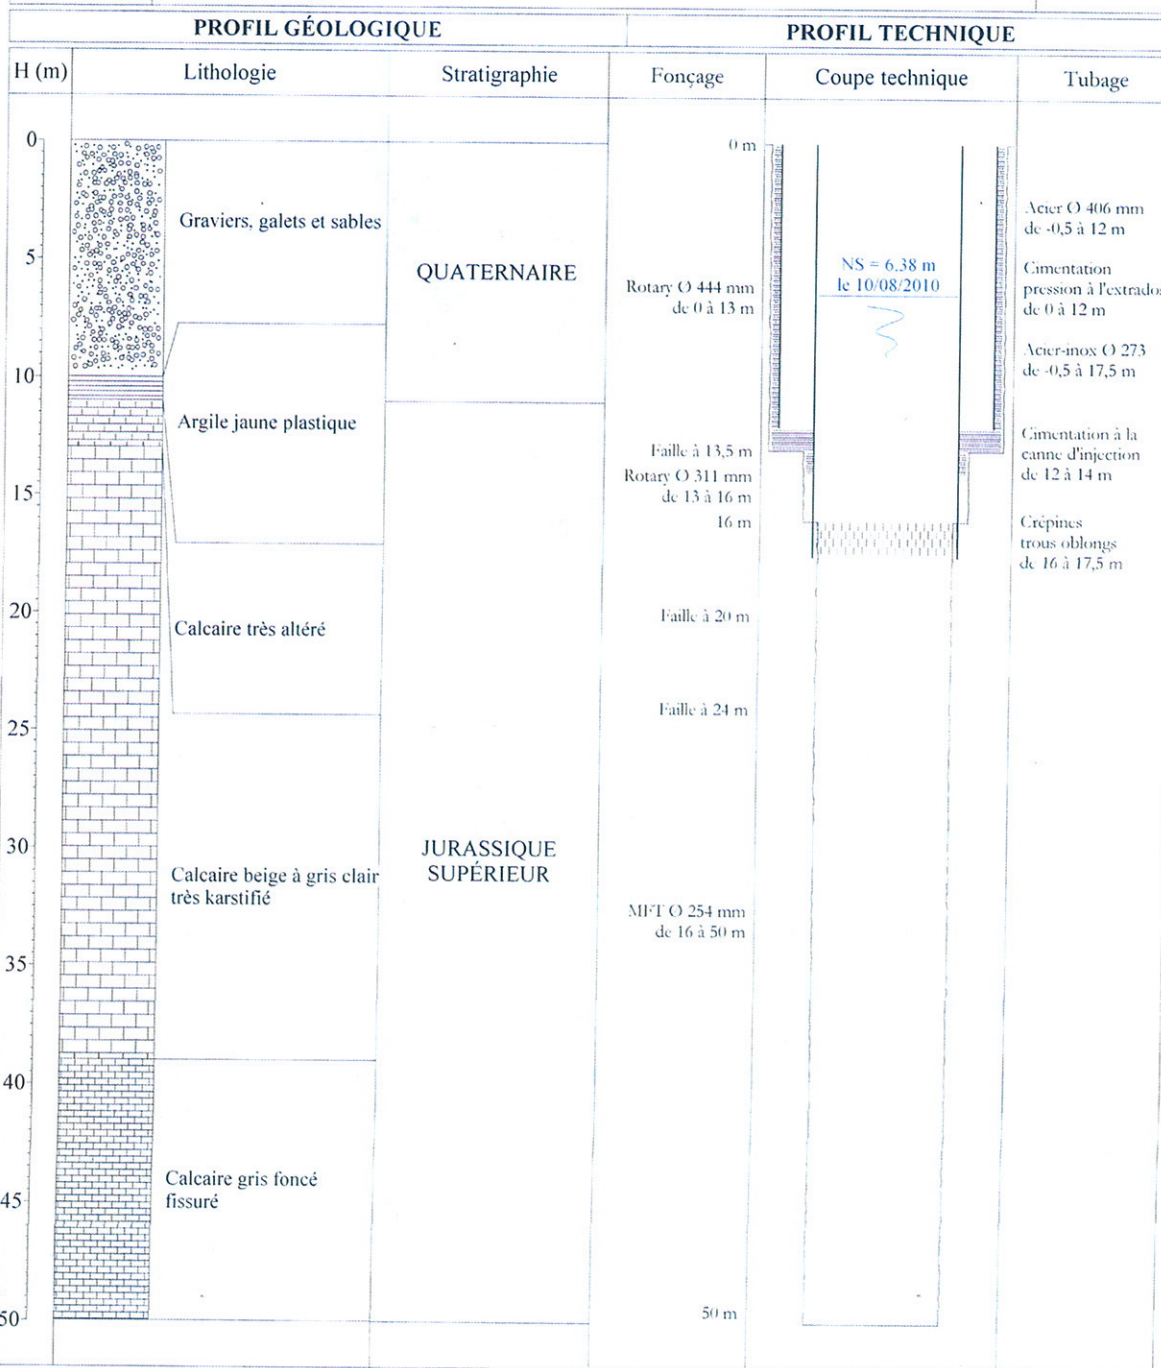 PROFIL GÉOLOGIQUE
PROFIL TECHNIQUE
H (m)
Lithologie
Stratigraphie
Fonçage
Coupe technique
Tubage
0
5
10
15
20
25
30
35
40
45
50
Graviers, galets et sables
Argile jaune plastique
Calcaire très altéré
Calcaire beige à gris clair
très karstifié
Calcaire gris foncé
fissuré
QUATERNAIRE
JURASSIQUE
SUPÉRIEUR
0 m
Rotary Ø 444 mm
de 0 à 13 m
Faille à 13,5 m
Rotary Ø 311 mm
de 13 à 16 m
16 m
Faille à 20 m
Faille à 24 m
MFT Ø 254 mm
de 16 à 50 m
50 m
NS = 6.38 m
le 10/08/2010
Acier Ø 406 mm
de -0,5 à 12 m
Cimentation
pression à l'extrados
de 0 à 12 m
Acier-inox Ø 273
de -0,5 à 17,5 m
Cimentation à la
canne d'injection
de 12 à 14 m
Crépines
trous oblongs
de 16 à 17,5 m